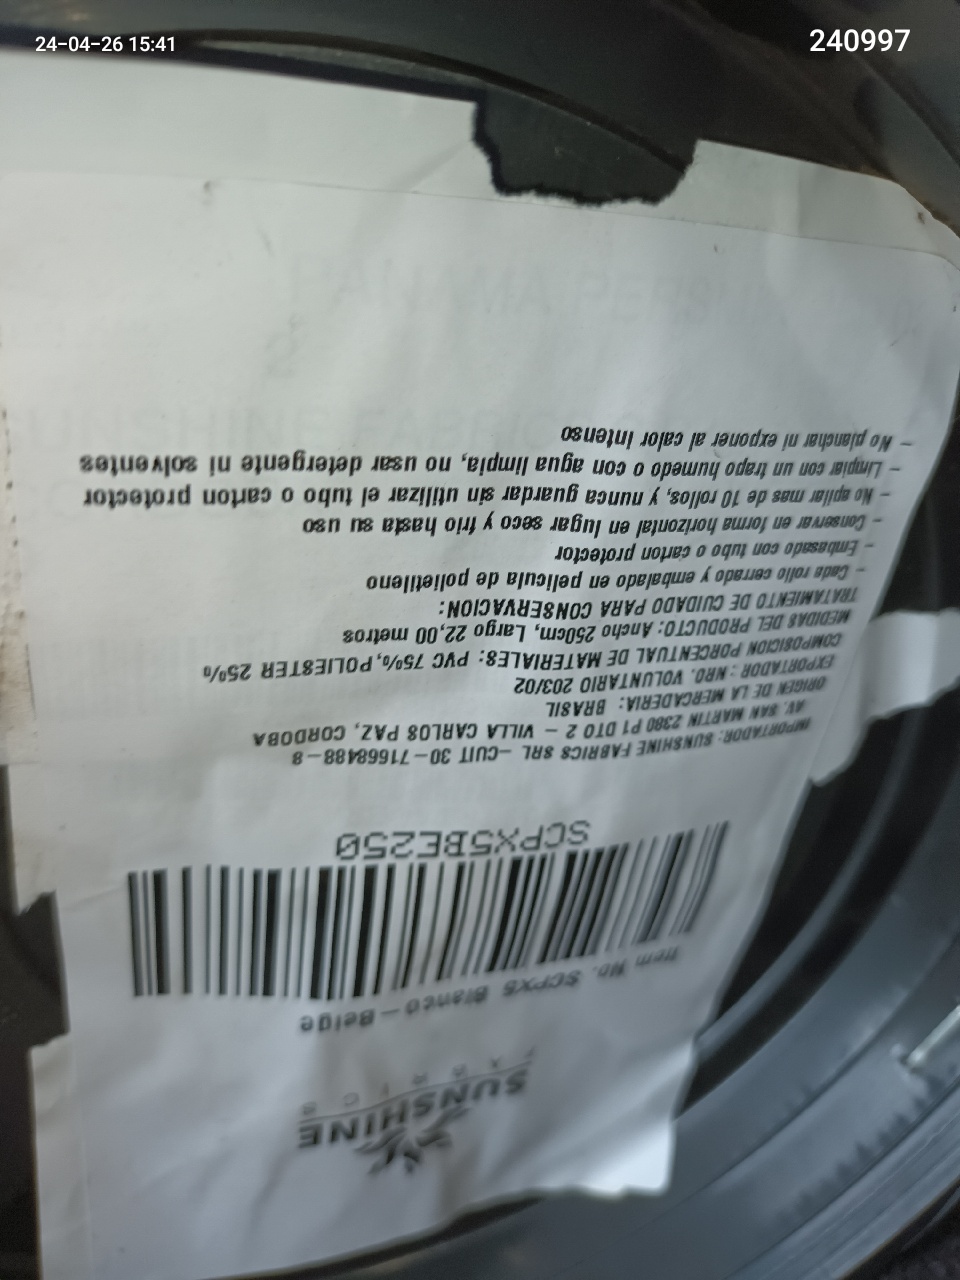 24-04-26 15:41
240997
SUNSHINE
Item No. SCPX5 Blanco - Beige
SCPX5BE250
IMPORTADOR: SUNSHINE FABRICS SRL -CUIT 30-71668488-8
AV. SAN MARTIN 2380 P1 DTO 2 - VILLA CARLOS PAZ, CORDOBA
ORIGEN DE LA MERCADERIA: BRASIL
EXPORTADOR : NRO. VOLUNTARIO 203/02
COMPOSICION PORCENTUAL DE MATERIALES: PVC 75%, POLIESTER 25%
MEDIDAS DEL PRODUCTO: Ancho 250cm, Largo 22,00 metros
TRATAMIENTO DE CUIDADO PARA CONSERVACION:
- Cada rollo cerrado y embalado en pelicula de polietileno
- Embasado con tubo o carton protector
- Conservar en forma horizontal en lugar seco y frio hasta su uso
- No apilar mas de 10 rollos, y nunca guardar sin utilizar el tubo o carton protector
- Limpiar con un trapo humedo o con agua limpia, no usar detergente ni solventes
- No planchar ni exponer al calor intenso